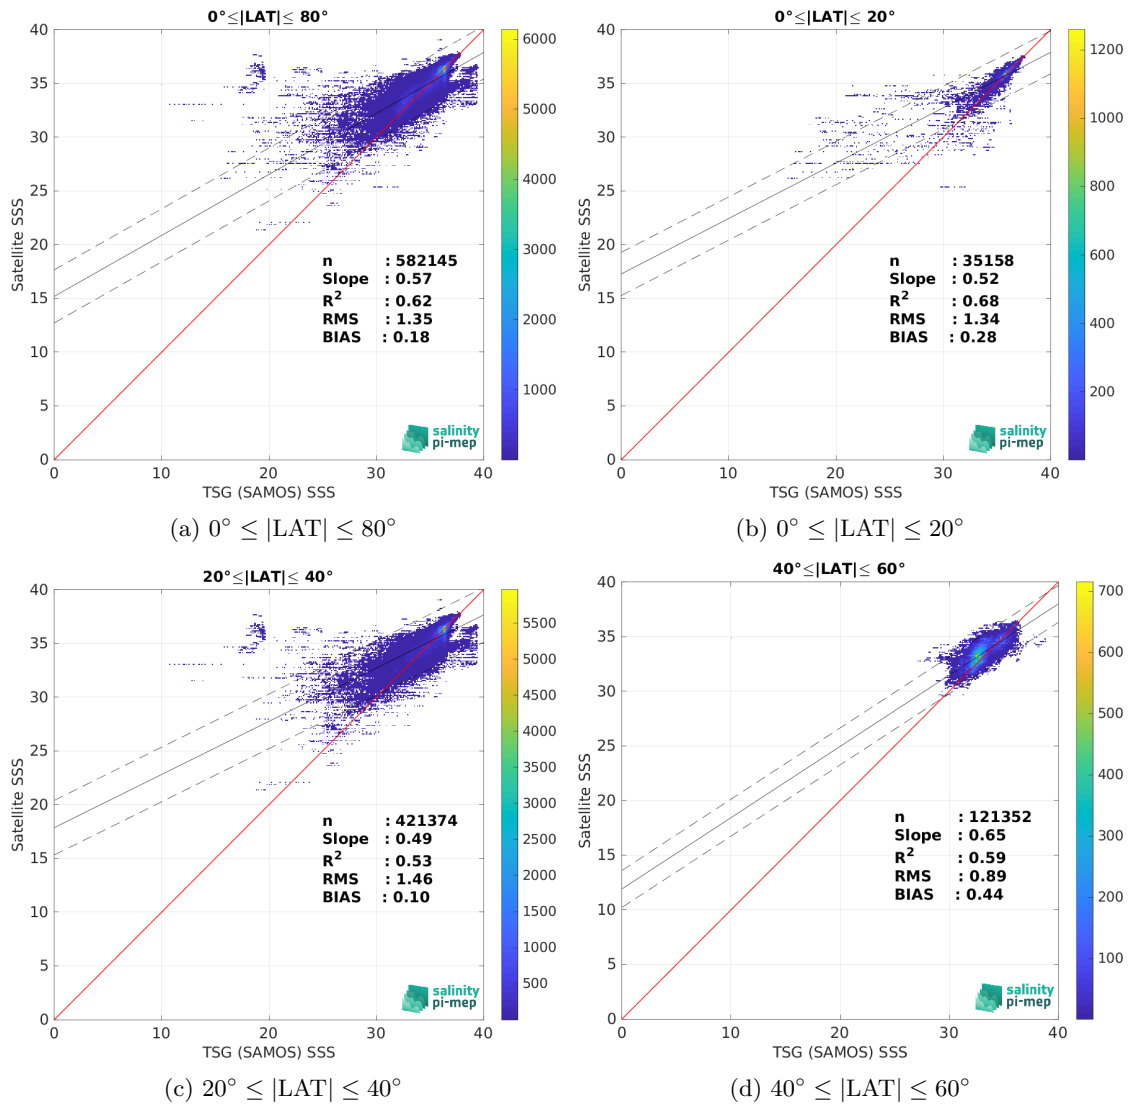 0°≤|LAT|≤ 80°
40
35
30
25
20
15
10
5
0
Satellite SSS
n : 582145
Slope : 0.57
R² : 0.62
RMS : 1.35
BIAS : 0.18
salinity
pi-mep
0 10 20 30 40
TSG (SAMOS) SSS
6000
5000
4000
3000
2000
1000
(a) 0° ≤ |LAT| ≤ 80°
0°≤|LAT|≤ 20°
40
35
30
25
20
15
10
5
0
Satellite SSS
n : 35158
Slope : 0.52
R² : 0.68
RMS : 1.34
BIAS : 0.28
salinity
pi-mep
0 10 20 30 40
TSG (SAMOS) SSS
1200
1000
800
600
400
200
(b) 0° ≤ |LAT| ≤ 20°
20°≤|LAT|≤ 40°
40
35
30
25
20
15
10
5
0
Satellite SSS
n : 421374
Slope : 0.49
R² : 0.53
RMS : 1.46
BIAS : 0.10
salinity
pi-mep
0 10 20 30 40
TSG (SAMOS) SSS
5500
5000
4500
4000
3500
3000
2500
2000
1500
1000
500
(c) 20° ≤ |LAT| ≤ 40°
40°≤|LAT|≤ 60°
40
35
30
25
20
15
10
5
0
Satellite SSS
n : 121352
Slope : 0.65
R² : 0.59
RMS : 0.89
BIAS : 0.44
salinity
pi-mep
0 10 20 30 40
TSG (SAMOS) SSS
700
600
500
400
300
200
100
(d) 40° ≤ |LAT| ≤ 60°